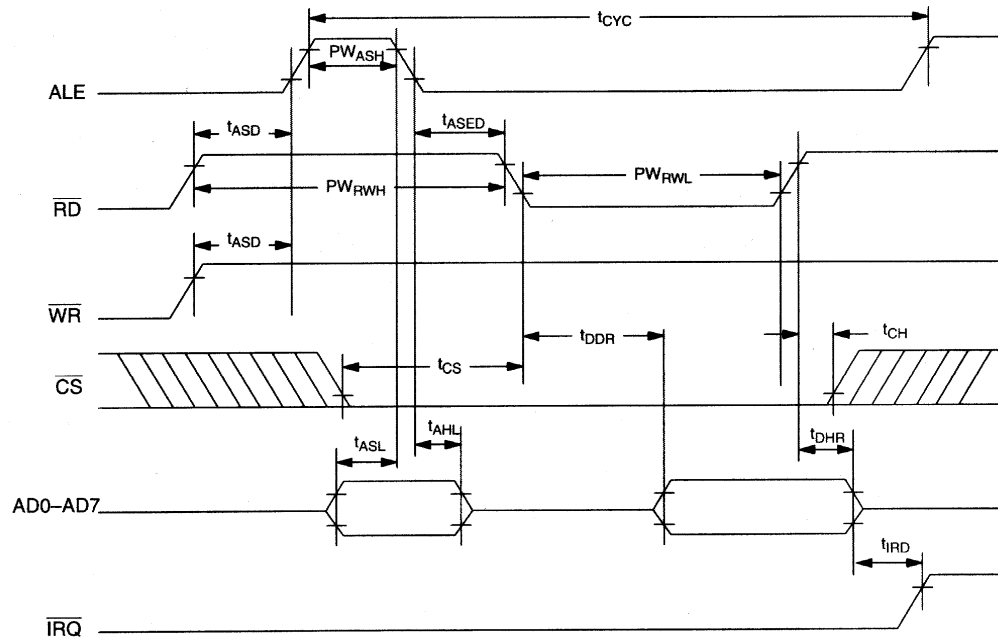 tCYC
PWASH
ALE
tASD
tASED
PWRWH
PWRWL
RD
tASD
WR
tDDR
tCH
tCS
CS
tASL
tAHL
tDHR
AD0–AD7
tIRD
IRQ